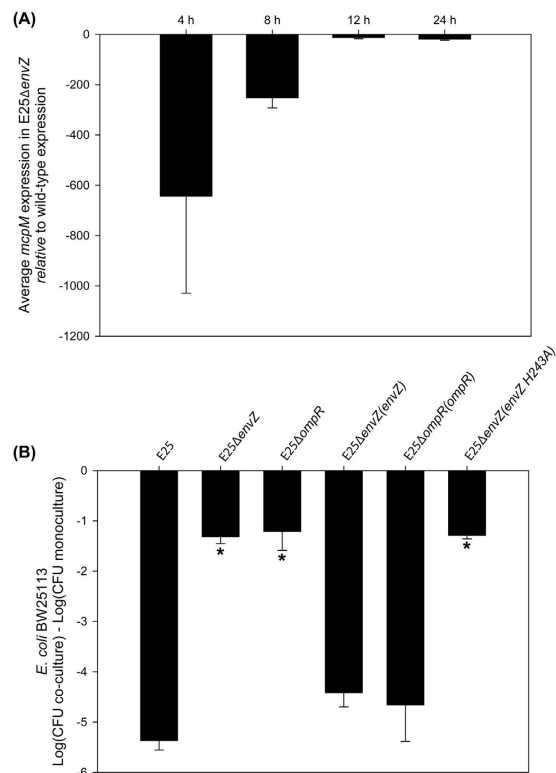 (A)
4 h 8 h 12 h 24 h
0
-200
-400
-600
-800
-1000
-1200
Average mcpM expression in E25ΔenvZ
relative to wild-type expression
(B)
E25
E25ΔenvZ
E25ΔompR
E25ΔenvZ(envZ)
E25ΔompR(ompR)
E25ΔenvZ(envZ H243A)
0
-1
-2
-3
-4
-5
-6
E. coli BW25113
Log(CFU co-culture) - Log(CFU monoculture)
* * *